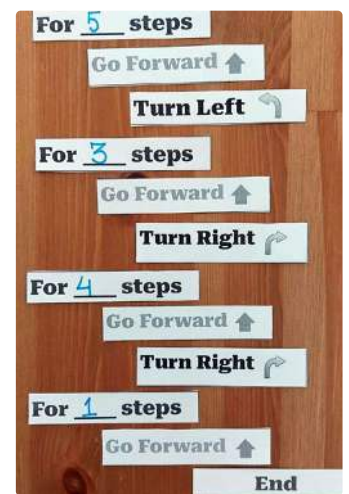 For 5 steps
Go Forward
Turn Left
For 3 steps
Go Forward
Turn Right
For 4 steps
Go Forward
Turn Right
For 1 steps
Go Forward
End